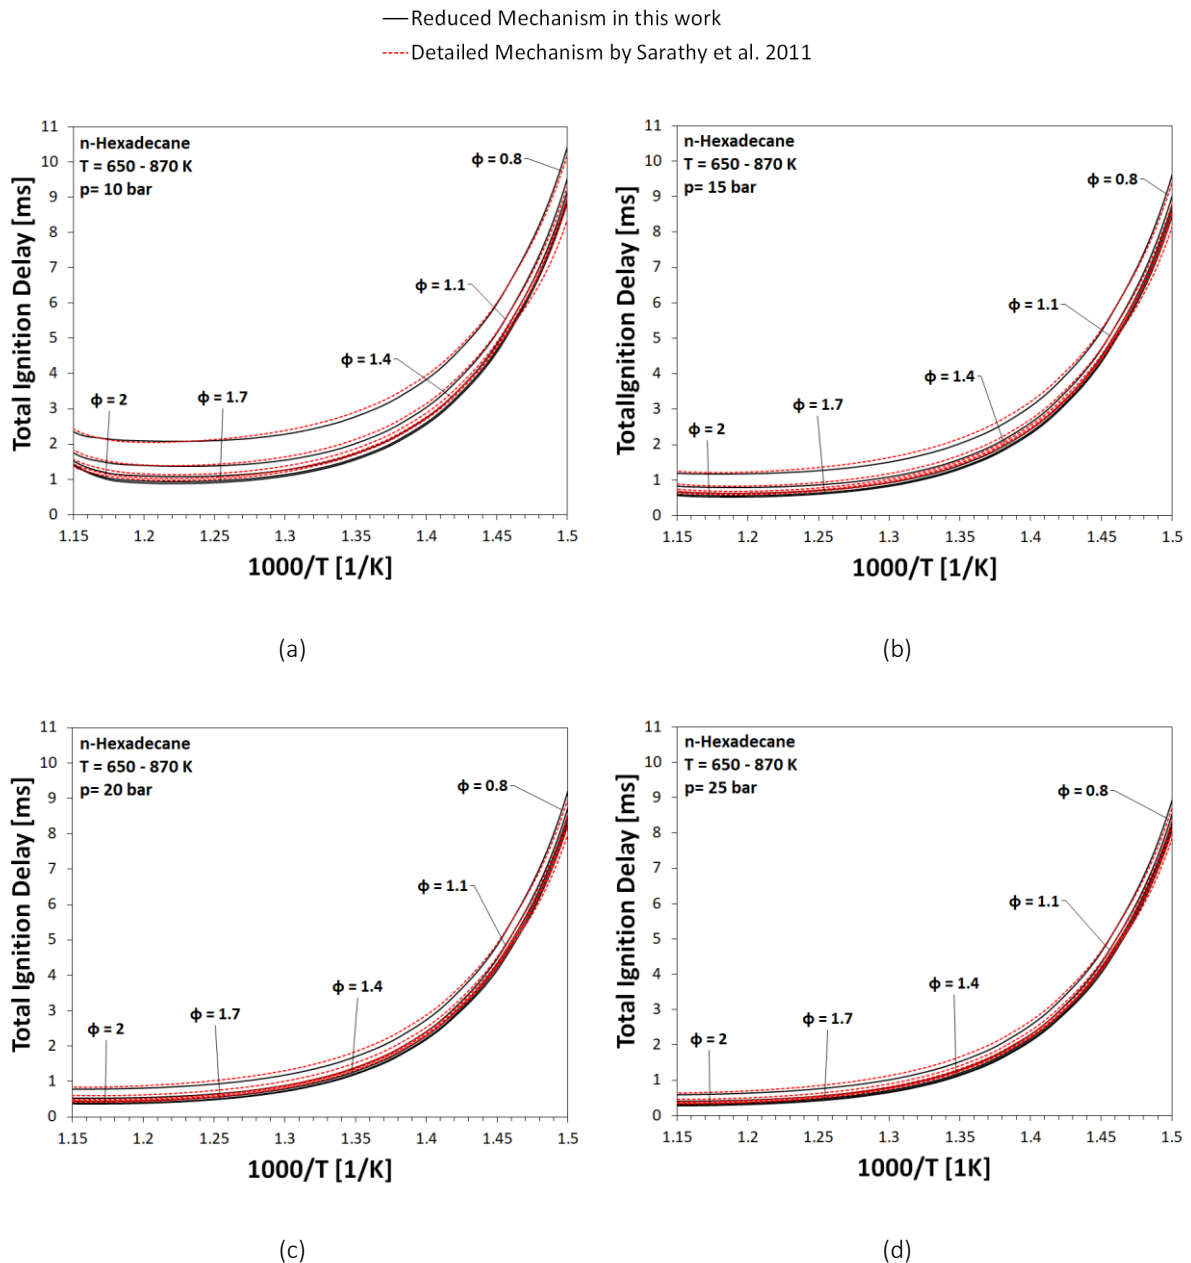 Reduced Mechanism in this work
Detailed Mechanism by Sarathy et al. 2011
11
10
9
8
7
6
5
4
3
2
1
0
Total Ignition Delay [ms]
n-Hexadecane
T = 650 - 870 K
p= 10 bar
ϕ = 0.8
ϕ = 1.1
ϕ = 1.4
ϕ = 1.7
ϕ = 2
1.15 1.2 1.25 1.3 1.35 1.4 1.45 1.5
1000/T [1/K]
(a)
11
10
9
8
7
6
5
4
3
2
1
0
TotalIgnition Delay [ms]
n-Hexadecane
T = 650 - 870 K
p= 15 bar
ϕ = 0.8
ϕ = 1.1
ϕ = 1.4
ϕ = 1.7
ϕ = 2
1.15 1.2 1.25 1.3 1.35 1.4 1.45 1.5
1000/T [1/K]
(b)
11
10
9
8
7
6
5
4
3
2
1
0
Total Ignition Delay [ms]
n-Hexadecane
T = 650 - 870 K
p= 20 bar
ϕ = 0.8
ϕ = 1.1
ϕ = 1.4
ϕ = 1.7
ϕ = 2
1.15 1.2 1.25 1.3 1.35 1.4 1.45 1.5
1000/T [1/K]
(c)
11
10
9
8
7
6
5
4
3
2
1
0
Total Ignition Delay [ms]
n-Hexadecane
T = 650 - 870 K
p= 25 bar
ϕ = 0.8
ϕ = 1.1
ϕ = 1.4
ϕ = 1.7
ϕ = 2
1.15 1.2 1.25 1.3 1.35 1.4 1.45 1.5
1000/T [1K]
(d)